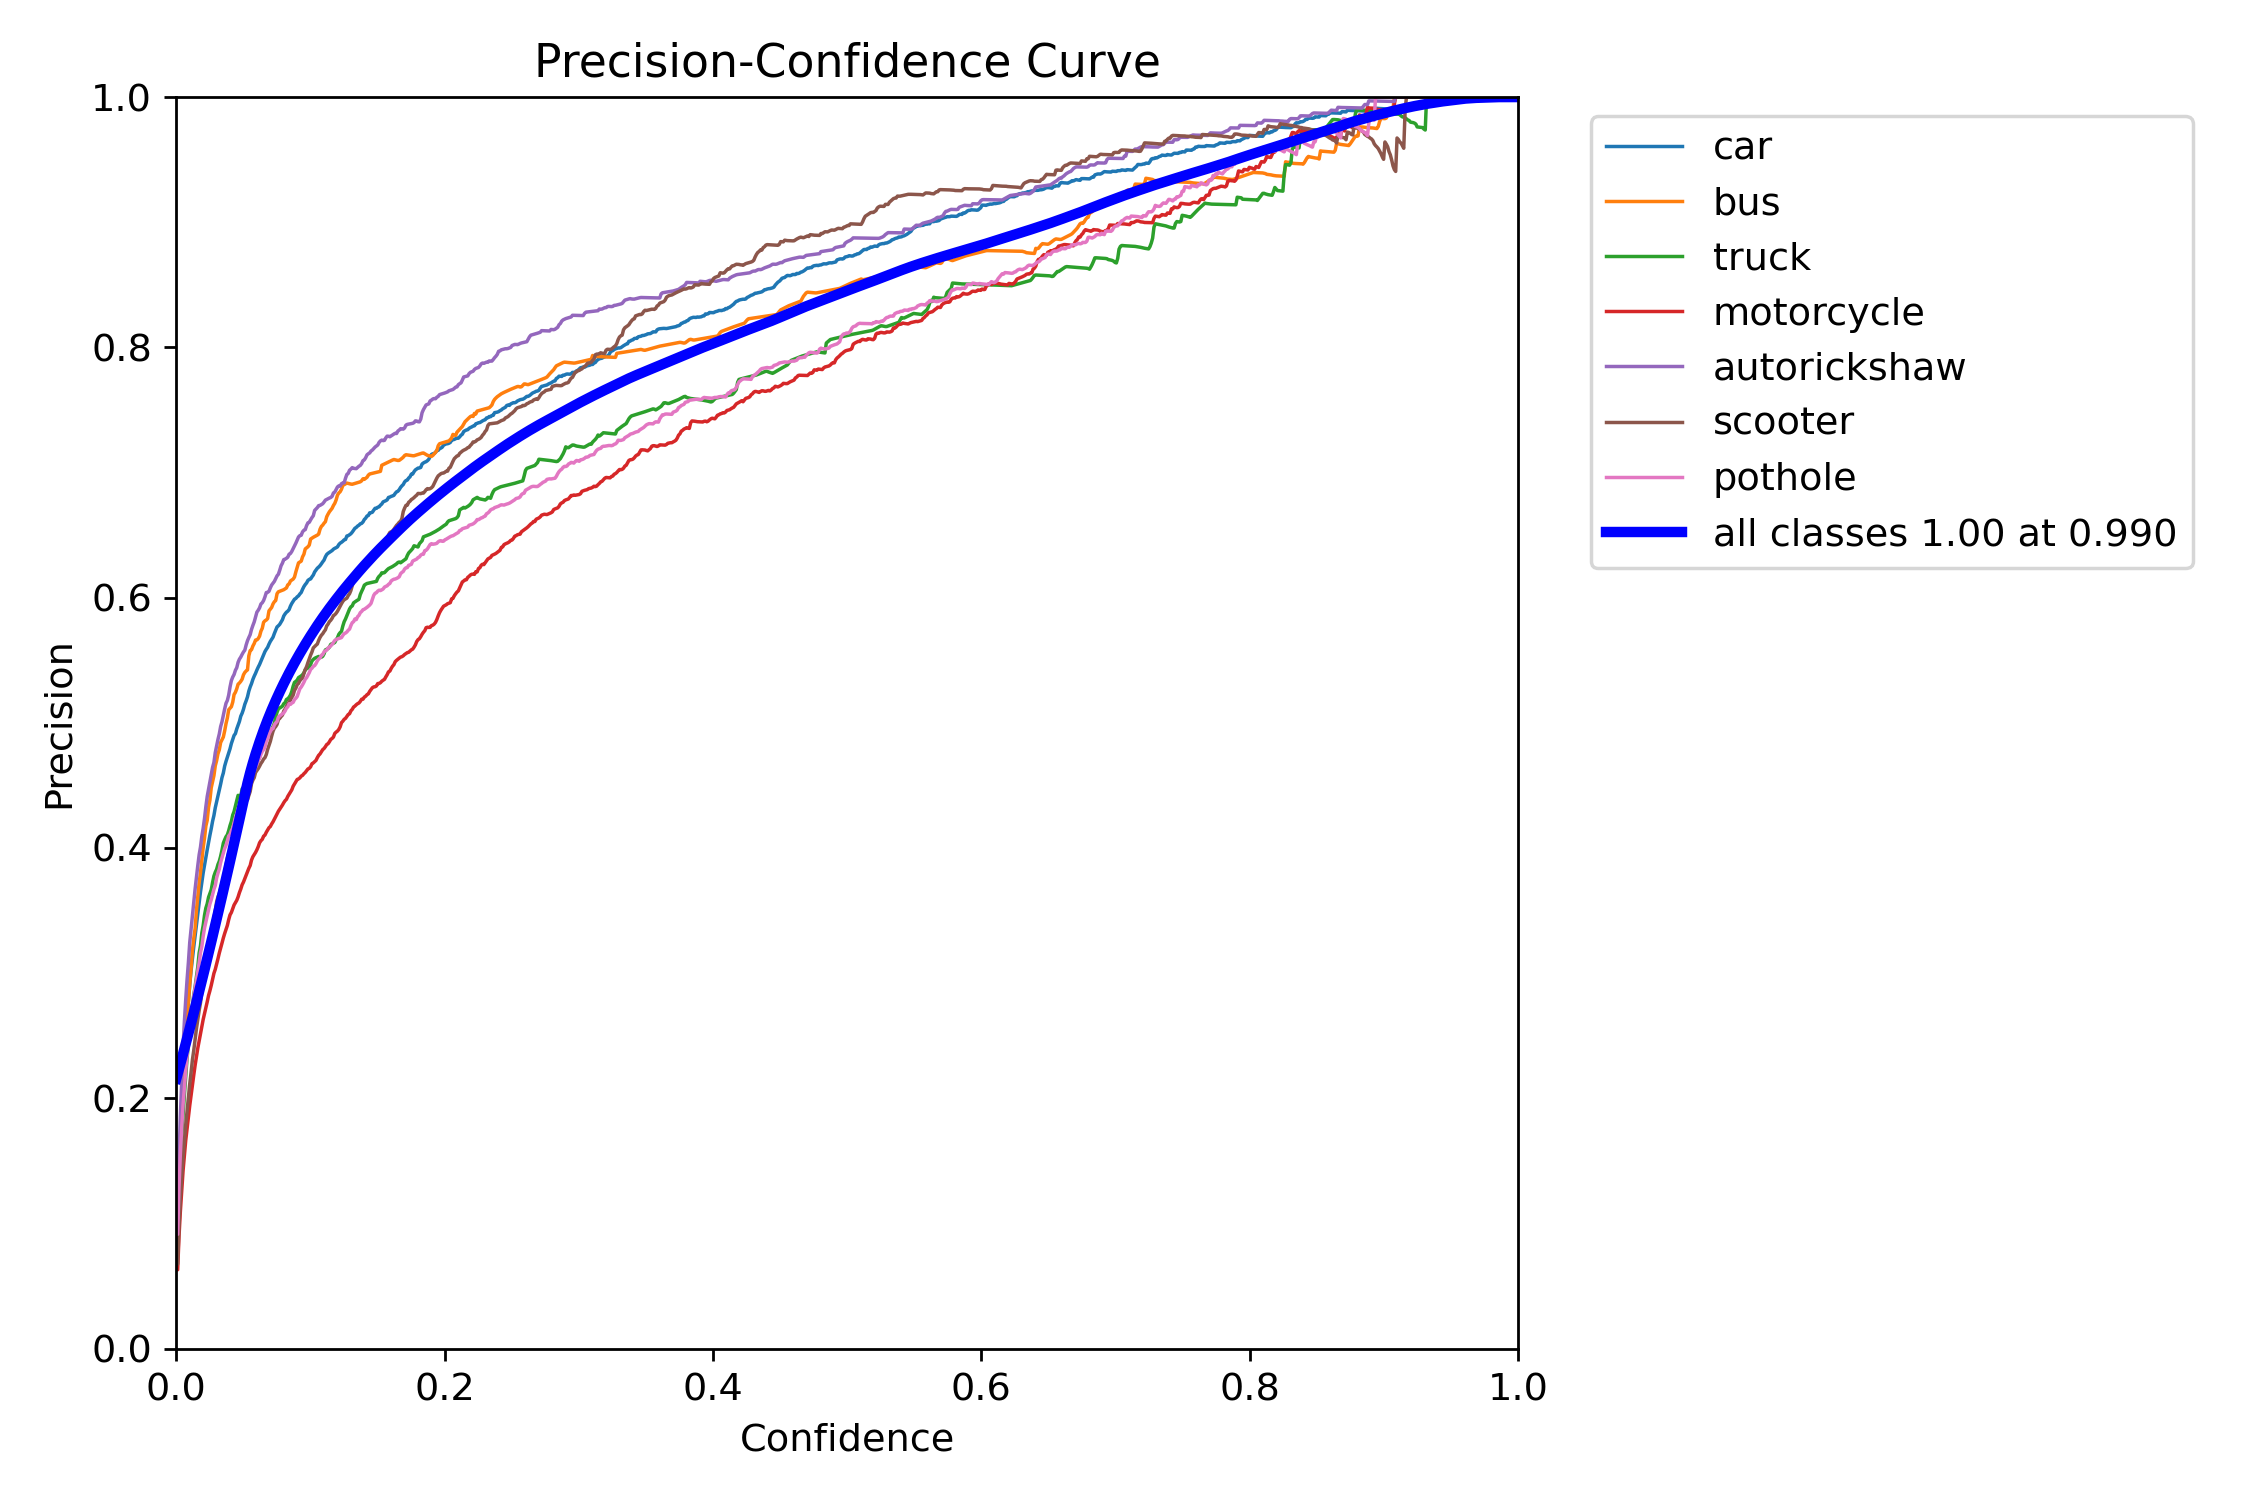 Precision-Confidence Curve
1.0
0.8
0.6
0.4
0.2
0.0
Precision
0.0 0.2 0.4 0.6 0.8 1.0
Confidence
car
bus
truck
motorcycle
autorickshaw
scooter
pothole
all classes 1.00 at 0.990